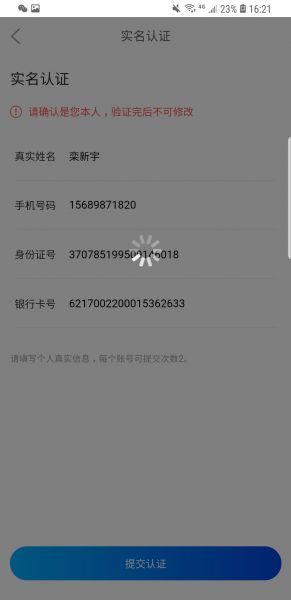 4G 23% 16:21
实名认证
实名认证
请确认是您本人，验证完后不可修改
真实姓名 栾新宇
手机号码 15689871820
身份证号
银行卡号 6217002200015362633
请填写个人真实信息，每个账号可提交次数2。
提交认证